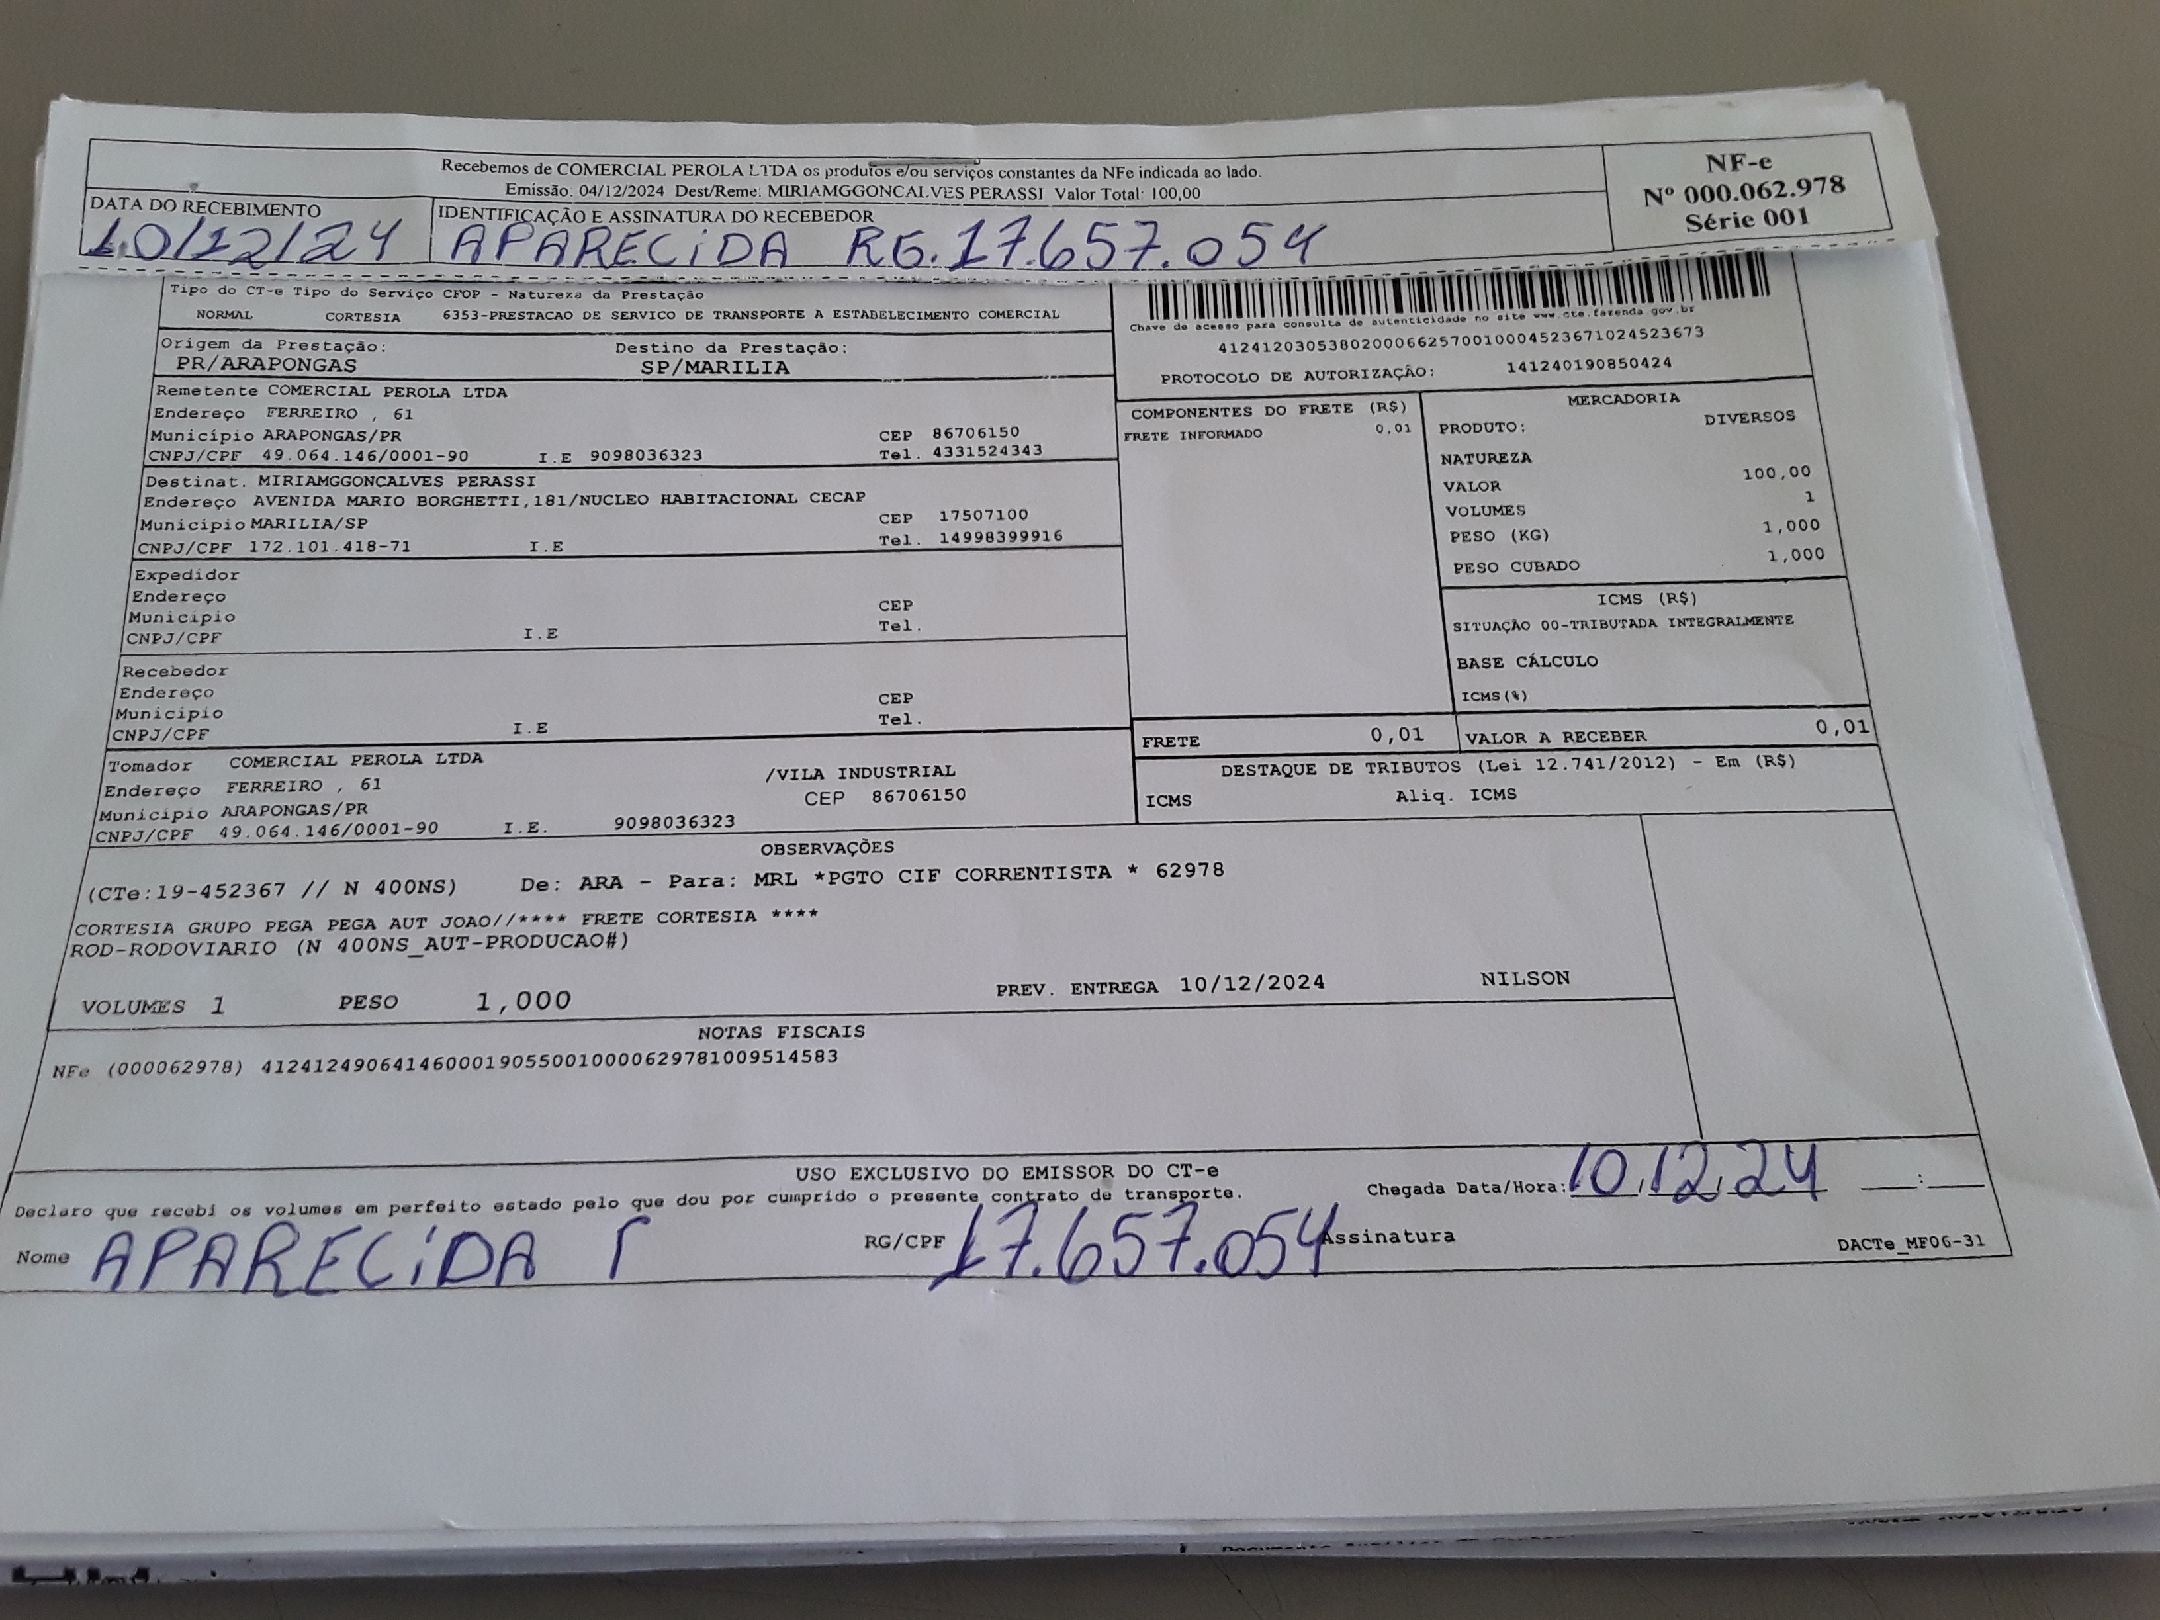 Recebemos de COMERCIAL PEROLA LTDA os produtos e/ou serviços constantes da NFe indicada ao lado.
Emissão: 04/12/2024 Dest/Reme: MIRIAMGGONCALVES PERASSI Valor Total: 100,00
NF-e
Nº 000.062.978
Série 001
DATA DO RECEBIMENTO
IDENTIFICAÇÃO E ASSINATURA DO RECEBEDOR
10/12/24 APARECIDA RG.17.657.054
Tipo do CT-e Tipo do Serviço CFOP - Natureza da Prestação
NORMAL CORTESIA 6353-PRESTACAO DE SERVICO DE TRANSPORTE A ESTABELECIMENTO COMERCIAL
Chave de acesso para consulta de autenticidade no site www.cte.fazenda.gov.br
41241203053802000662570010004523671024523673
PROTOCOLO DE AUTORIZAÇÃO: 141240190850424
Origem da Prestação: Destino da Prestação:
PR/ARAPONGAS SP/MARILIA
Remetente COMERCIAL PEROLA LTDA
Endereço FERREIRO , 61
Município ARAPONGAS/PR CEP 86706150
CNPJ/CPF 49.064.146/0001-90 I.E 9098036323 Tel. 4331524343
Destinat. MIRIAMGGONÇALVES PERASSI
Endereço AVENIDA MARIO BORGHETTI,181/NUCLEO HABITACIONAL CECAP
Município MARILIA/SP CEP 17507100
CNPJ/CPF 172.101.418-71 I.E Tel. 14998399916
Expedidor
Endereço
Município CEP
CNPJ/CPF I.E Tel.
Recebedor
Endereço
Município CEP
CNPJ/CPF I.E Tel.
Tomador COMERCIAL PEROLA LTDA
Endereço FERREIRO , 61 /VILA INDUSTRIAL
Município ARAPONGAS/PR CEP 86706150
CNPJ/CPF 49.064.146/0001-90 I.E. 9098036323
COMPONENTES DO FRETE (R$)
FRETE INFORMADO 0,01
MERCADORIA
PRODUTO: DIVERSOS
NATUREZA
VALOR 100,00
VOLUMES 1
PESO (KG) 1,000
PESO CUBADO 1,000
ICMS (R$)
SITUAÇÃO 00-TRIBUTADA INTEGRALMENTE
BASE CÁLCULO
ICMS(%)
FRETE 0,01 VALOR A RECEBER 0,01
DESTAQUE DE TRIBUTOS (Lei 12.741/2012) - Em (R$)
ICMS Aliq. ICMS
OBSERVAÇÕES
(CTe:19-452367 // N 400NS) De: ARA - Para: MRL *PGTO CIF CORRENTISTA * 62978
CORTESIA GRUPO PEGA PEGA AUT JOAO//**** FRETE CORTESIA ****
ROD-RODOVIARIO (N 400NS_AUT-PRODUCAO#)
VOLUMES 1 PESO 1,000 PREV. ENTREGA 10/12/2024 NILSON
NOTAS FISCAIS
NFe (000062978) 41241249064146000190550010000629781009514583
USO EXCLUSIVO DO EMISSOR DO CT-e
Declaro que recebi os volumes em perfeito estado pelo que dou por cumprido o presente contrato de transporte.
Chegada Data/Hora: 10,12,24 :
Nome APARECIDA RG/CPF 17.657.054 Assinatura
DACTe_MF06-31